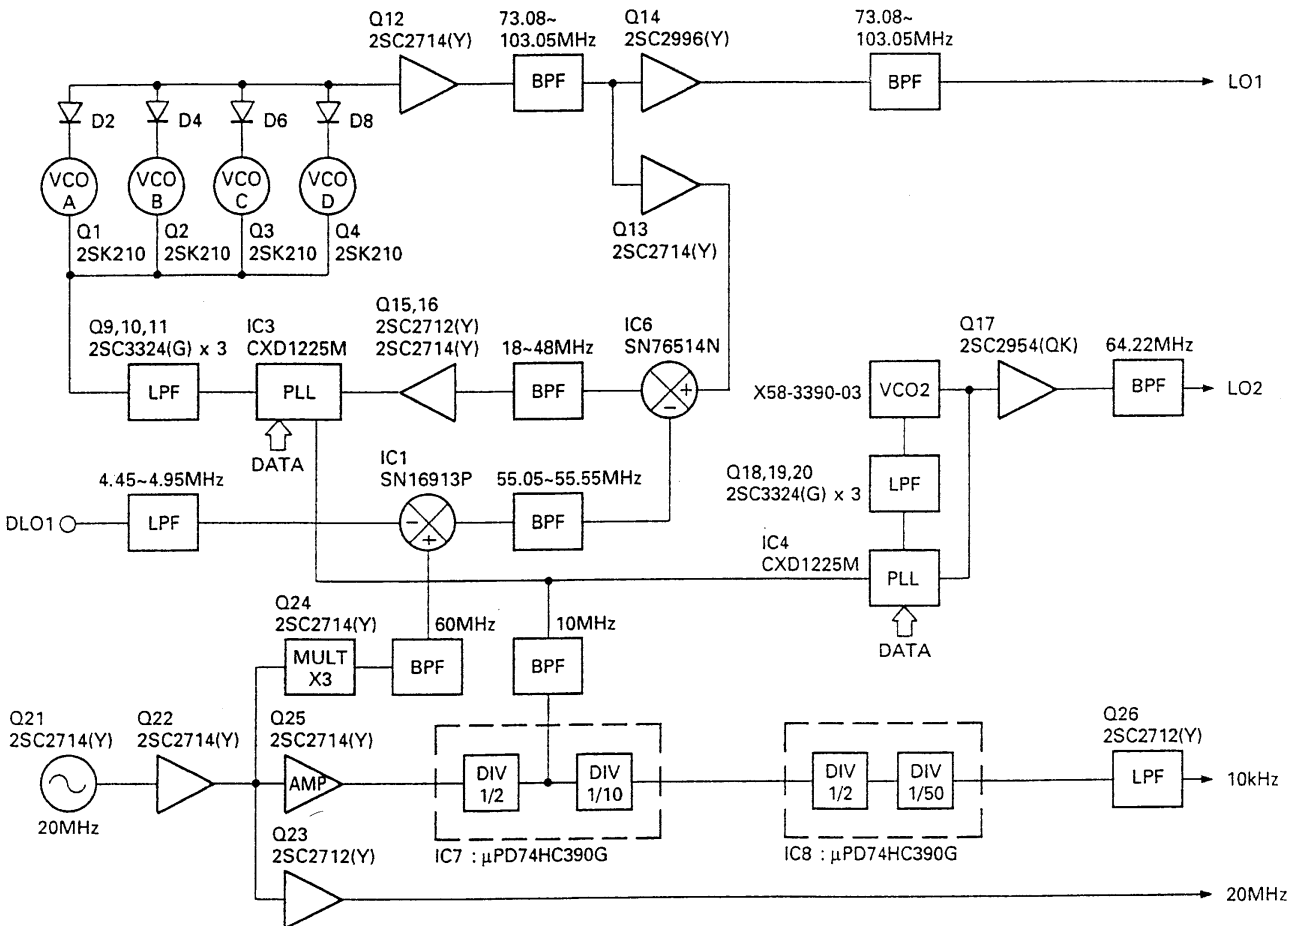 Q12
2SC2714(Y)
73.08~
103.05MHz
Q14
2SC2996(Y)
73.08~
103.05MHz
BPF
BPF
LO1
D2
D4
D6
D8
VCO
A
VCO
B
VCO
C
VCO
D
Q1
2SK210
Q2
2SK210
Q3
2SK210
Q4
2SK210
Q13
2SC2714(Y)
Q9,10,11
2SC3324(G) x 3
IC3
CXD1225M
Q15,16
2SC2712(Y)
2SC2714(Y)
18~48MHz
IC6
SN76514N
Q17
2SC2954(QK)
64.22MHz
LPF
PLL
BPF
+
−
X58-3390-03
VCO2
BPF
LO2
DATA
4.45~4.95MHz
IC1
SN16913P
55.05~55.55MHz
Q18,19,20
2SC3324(G) x 3
LPF
DLO1
LPF
−
+
BPF
IC4
CXD1225M
PLL
DATA
Q24
2SC2714(Y)
60MHz
10MHz
MULT
X3
BPF
BPF
Q21
2SC2714(Y)
Q22
2SC2714(Y)
Q25
2SC2714(Y)
Q26
2SC2712(Y)
AMP
DIV
1/2
DIV
1/10
DIV
1/2
DIV
1/50
LPF
10kHz
20MHz
Q23
2SC2712(Y)
IC7 : μPD74HC390G
IC8 : μPD74HC390G
20MHz